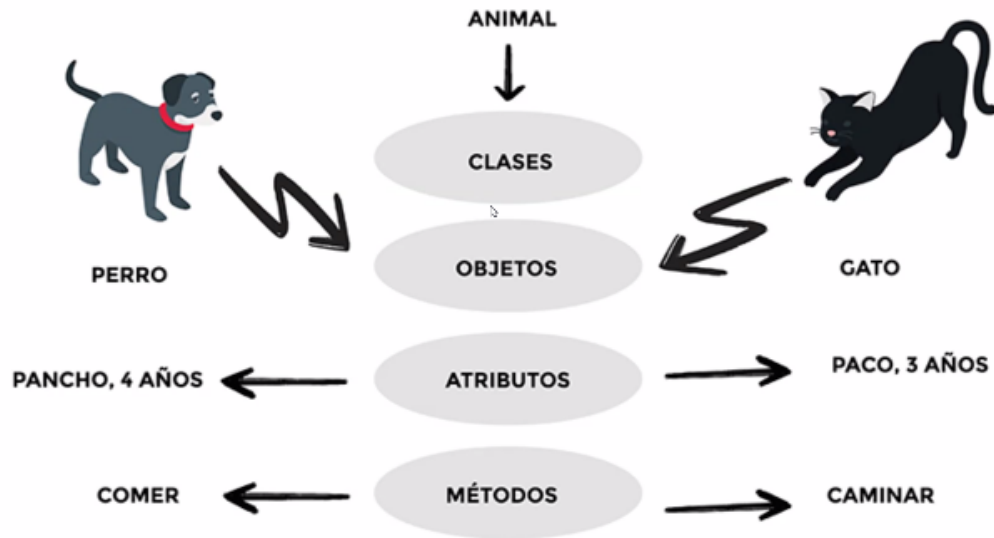 ANIMAL
CLASES
OBJETOS
PERRO
GATO
PANCHO, 4 AÑOS
ATRIBUTOS
PACO, 3 AÑOS
COMER
MÉTODOS
CAMINAR